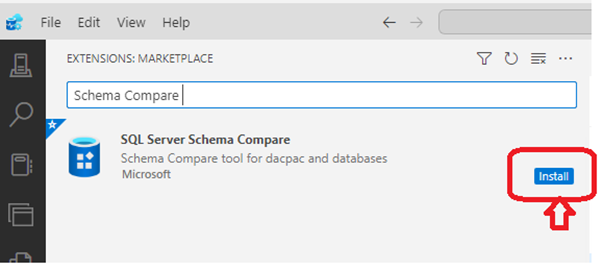 File Edit View Help
EXTENSIONS: MARKETPLACE
Schema Compare
SQL Server Schema Compare
Schema Compare tool for dacpac and databases
Microsoft
Install